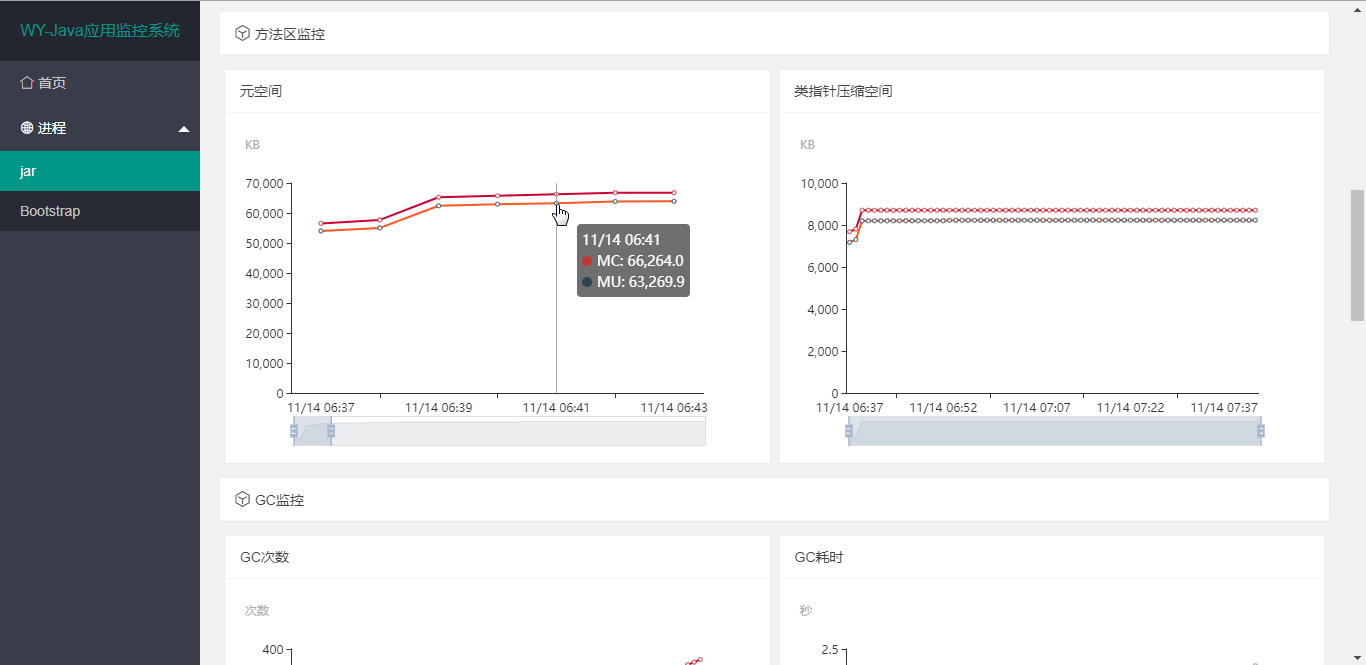 WY-Java应用监控系统
首页
进程
jar
Bootstrap
方法区监控
元空间
KB
70,000
60,000
50,000
40,000
30,000
20,000
10,000
0
11/14 06:37 11/14 06:39 11/14 06:41 11/14 06:43
11/14 06:41
MC: 66,264.0
MU: 63,269.9
类指针压缩空间
KB
10,000
8,000
6,000
4,000
2,000
0
11/14 06:37 11/14 06:52 11/14 07:07 11/14 07:22 11/14 07:37
GC监控
GC次数
次数
400
GC耗时
秒
2.5